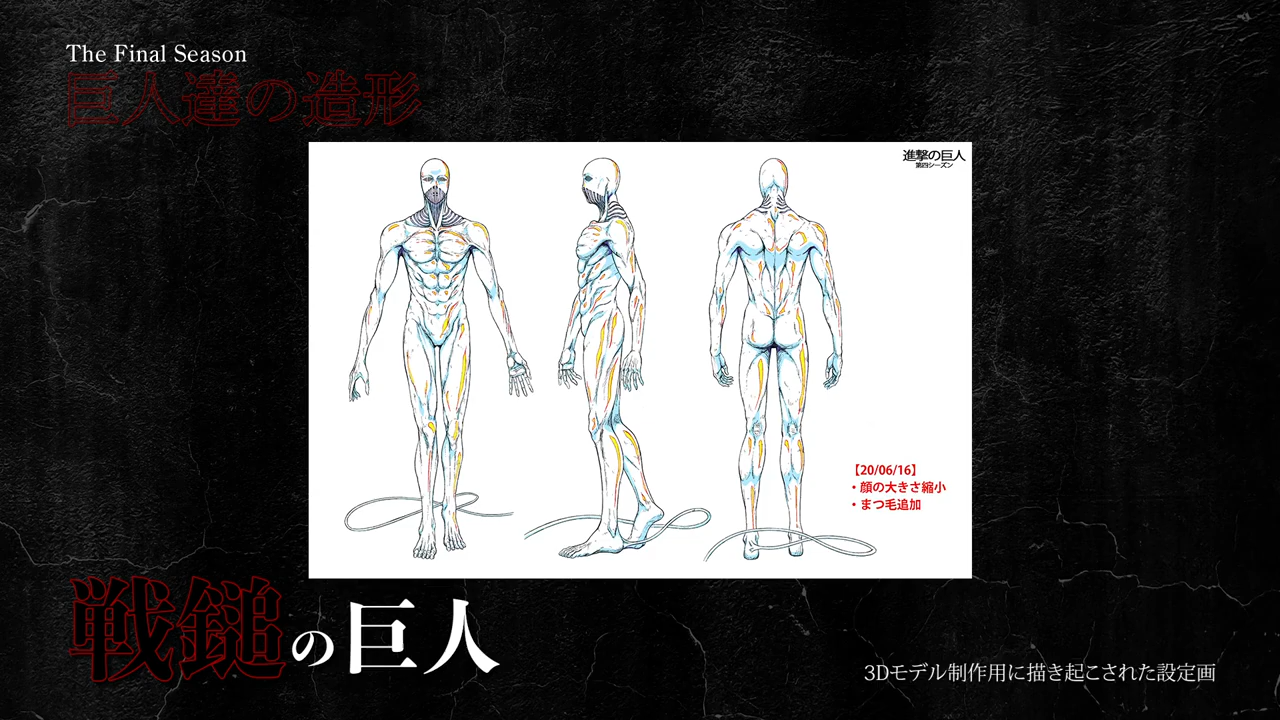 The Final Season
巨人達の造形
進撃の巨人
第四シーズン
【20/06/16】
・顔の大きさ縮小
・まつ毛追加
戦鎚の巨人
3Dモデル制作用に描き起こされた設定画